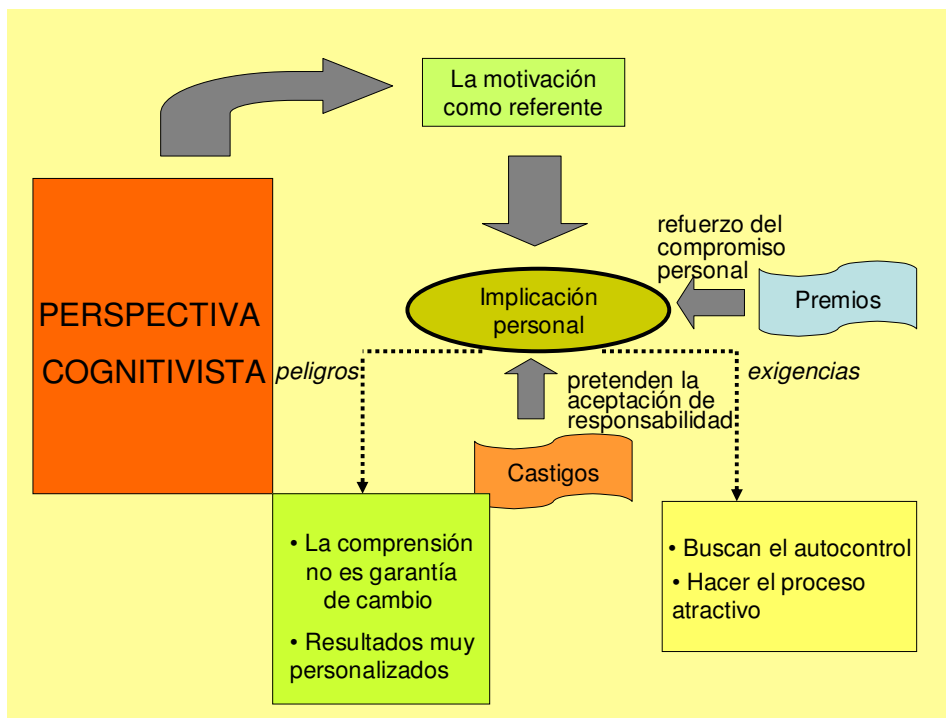 La motivación
como referente
refuerzo del
compromiso
personal
Premios
Implicación
personal
PERSPECTIVA
COGNITIVISTA
peligros
exigencias
pretenden la
aceptación de
responsabilidad
Castigos
• La comprensión
no es garantía
de cambio
• Resultados muy
personalizados
• Buscan el autocontrol
• Hacer el proceso
atractivo